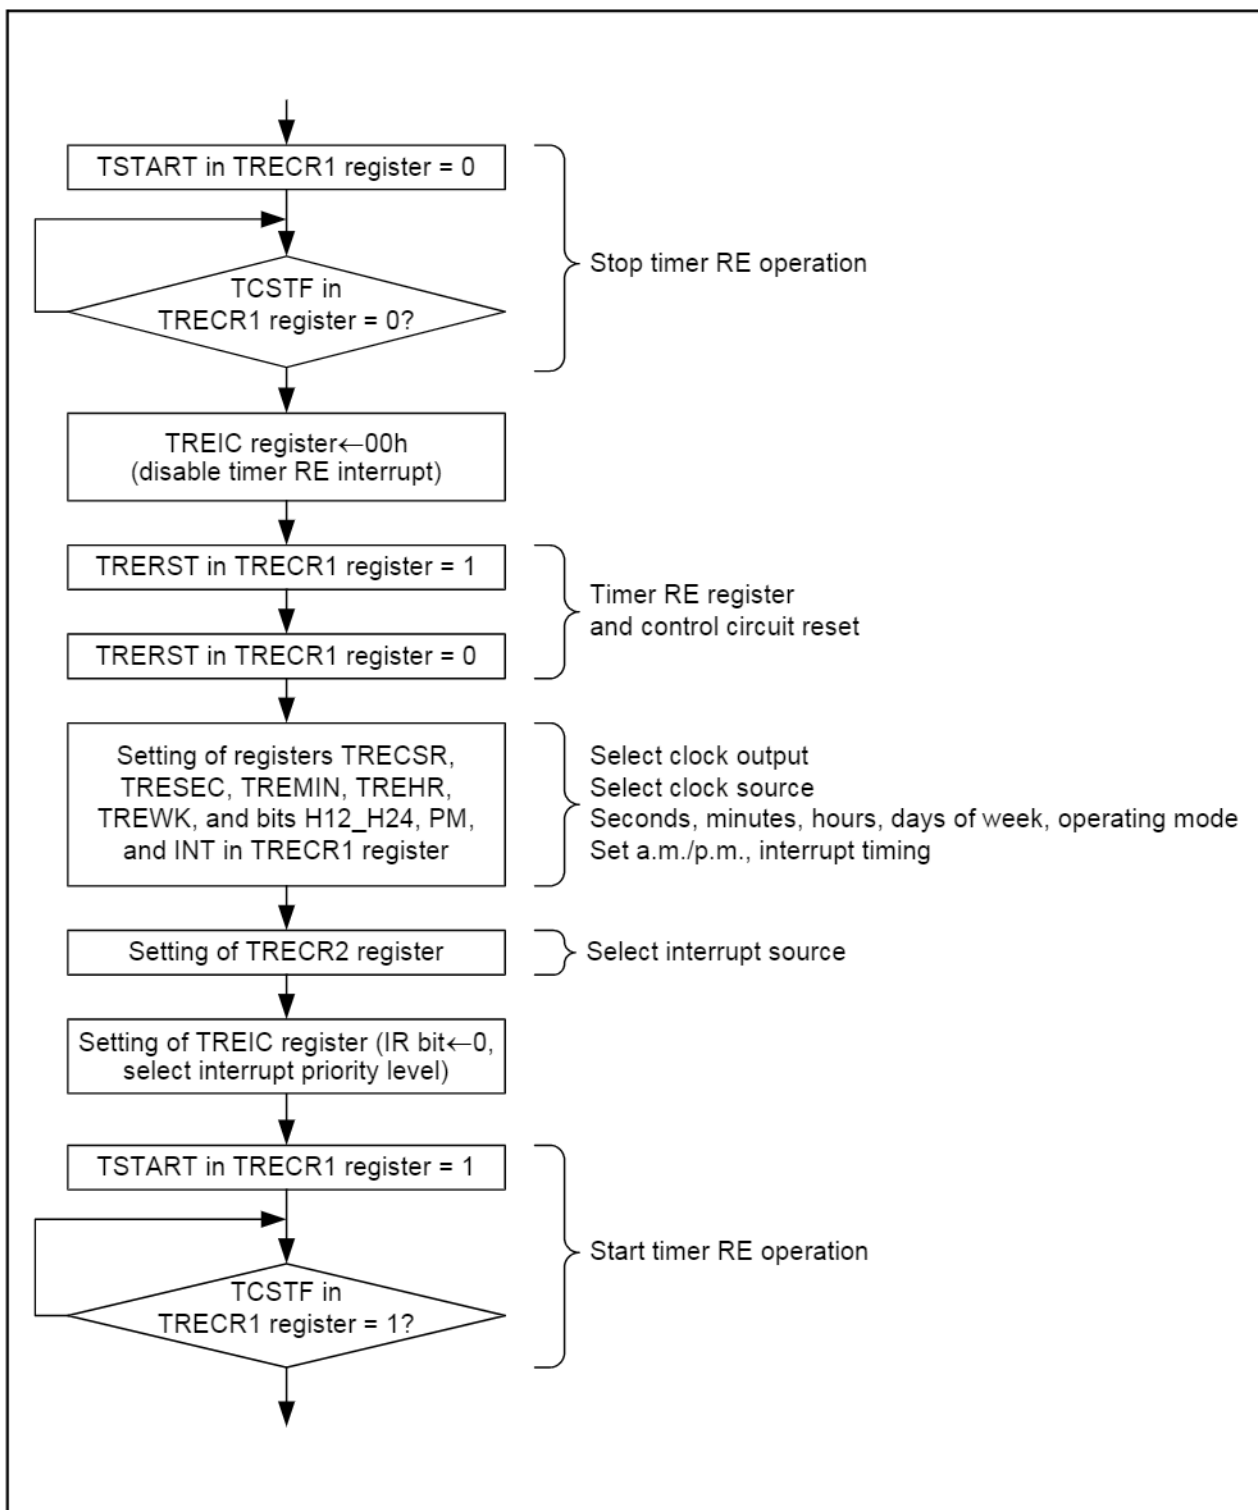 TSTART in TRECR1 register = 0
TCSTF in
TRECR1 register = 0?
Stop timer RE operation
TREIC register←00h
(disable timer RE interrupt)
TRERST in TRECR1 register = 1
TRERST in TRECR1 register = 0
Timer RE register
and control circuit reset
Setting of registers TRECSR,
TRESEC, TREMIN, TREHR,
TREWK, and bits H12_H24, PM,
and INT in TRECR1 register
Select clock output
Select clock source
Seconds, minutes, hours, days of week, operating mode
Set a.m./p.m., interrupt timing
Setting of TRECR2 register
Select interrupt source
Setting of TREIC register (IR bit←0,
select interrupt priority level)
TSTART in TRECR1 register = 1
TCSTF in
TRECR1 register = 1?
Start timer RE operation